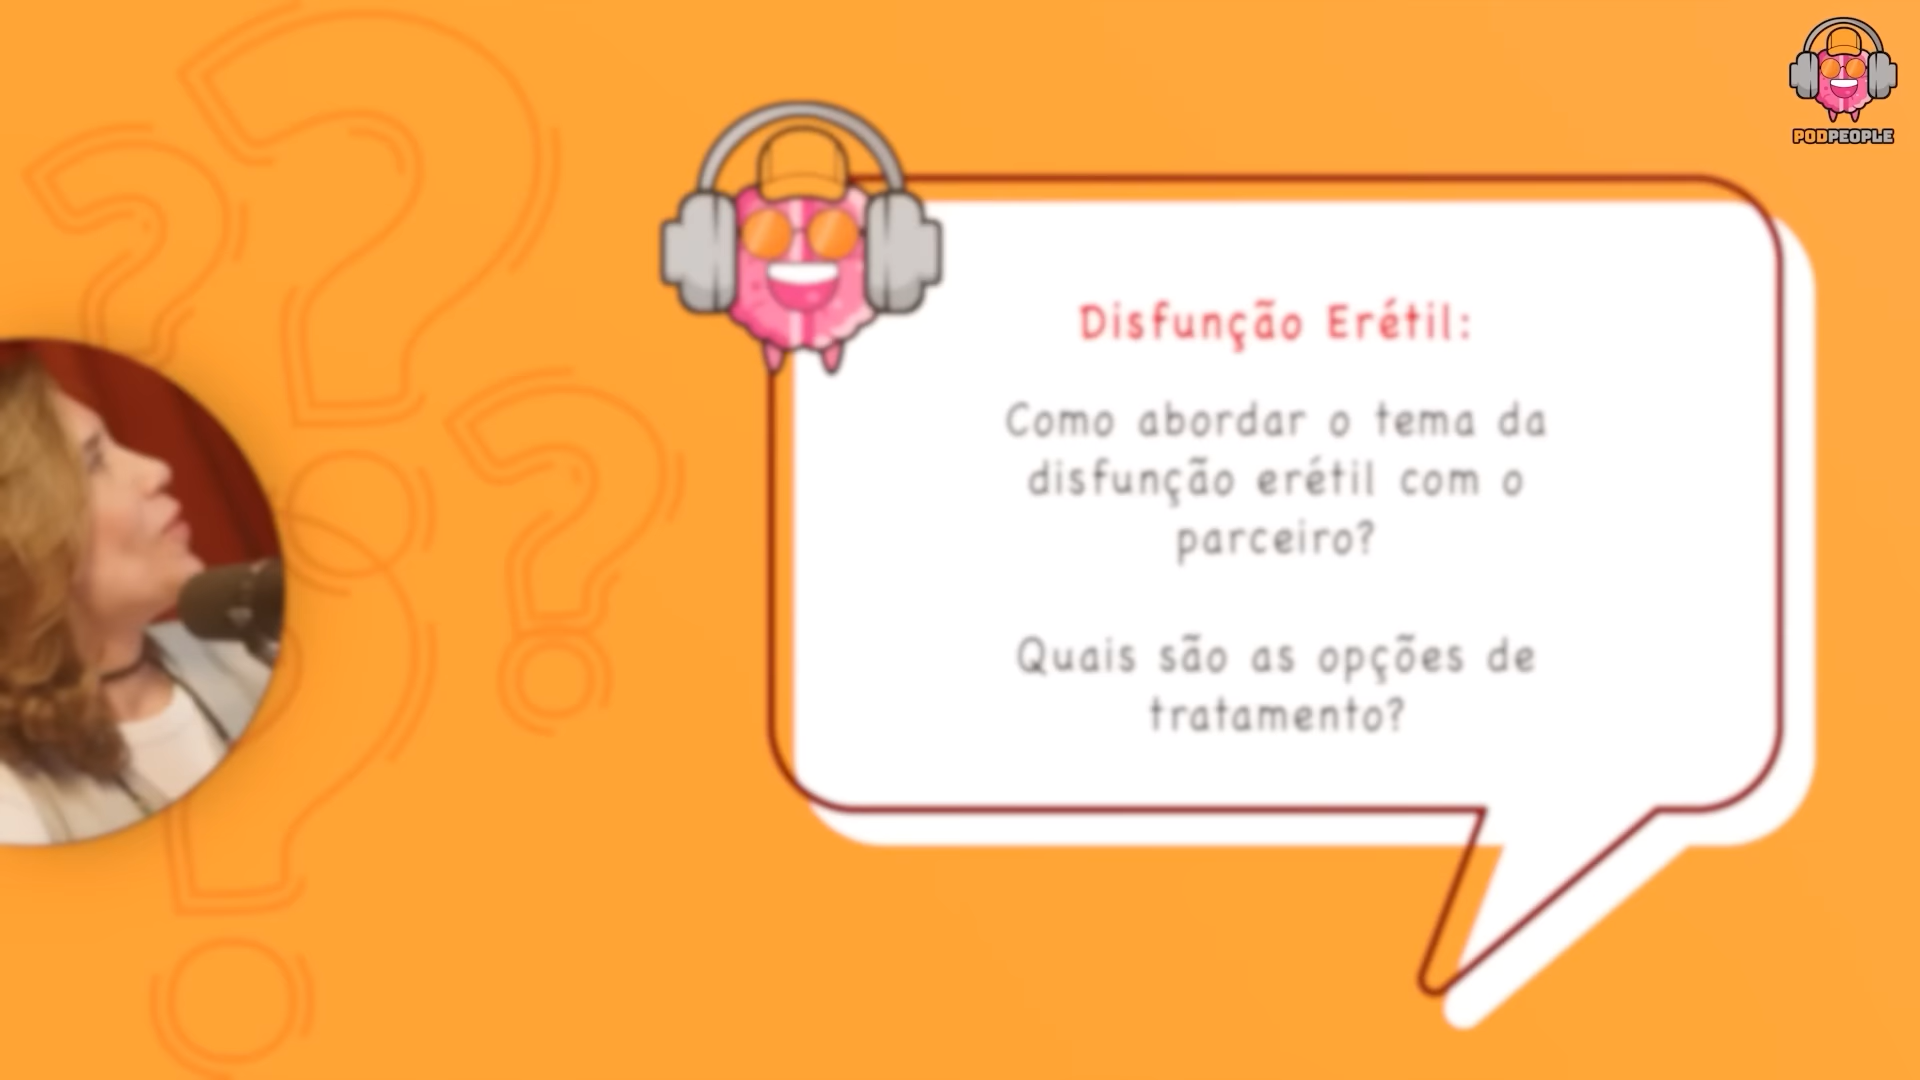 PODPEOPLE
Disfunção Erétil:
Como abordar o tema da
disfunção erétil com o
parceiro?
Quais são as opções de
tratamento?